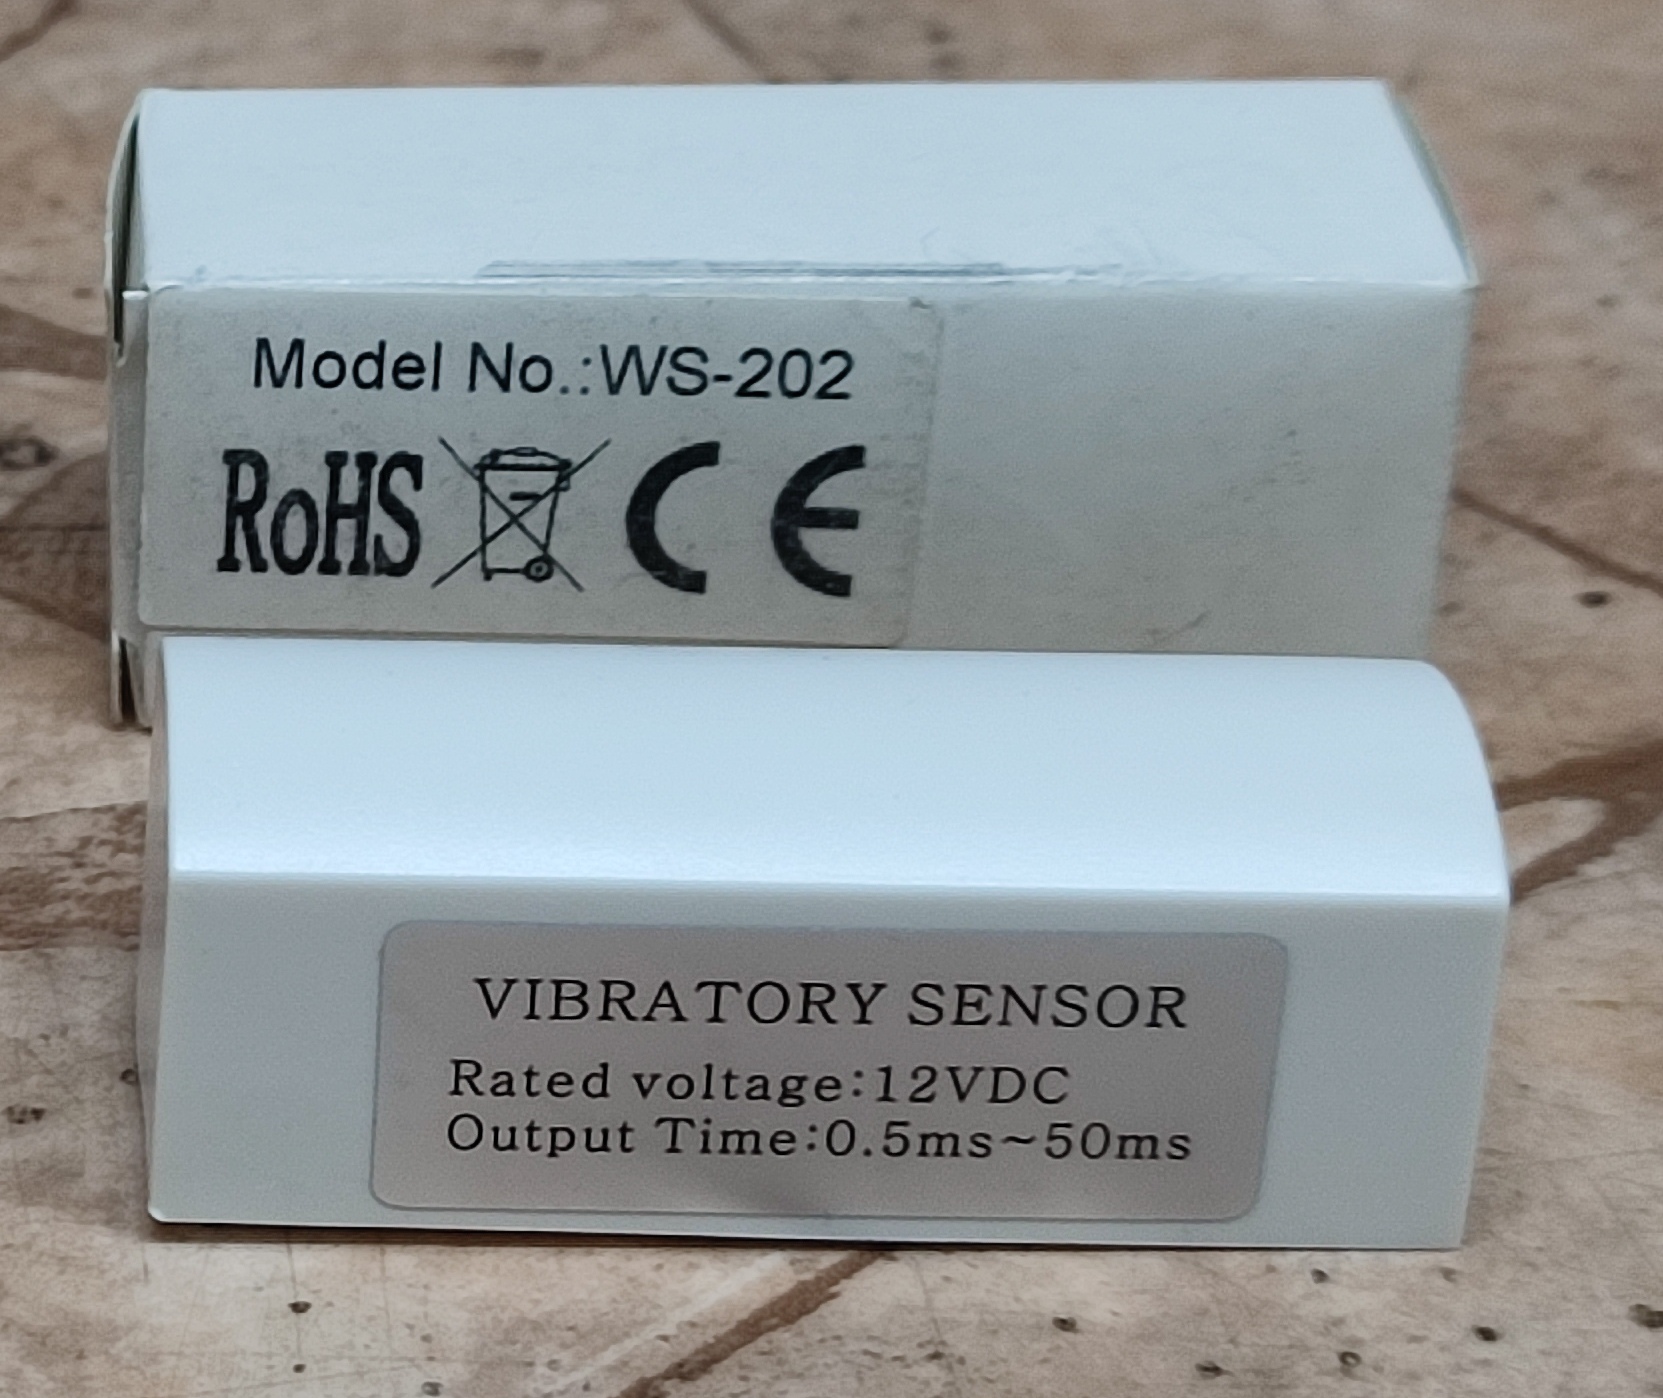 Model No.:WS-202
RoHS CE
VIBRATORY SENSOR
Rated voltage:12VDC
Output Time:0.5ms~50ms